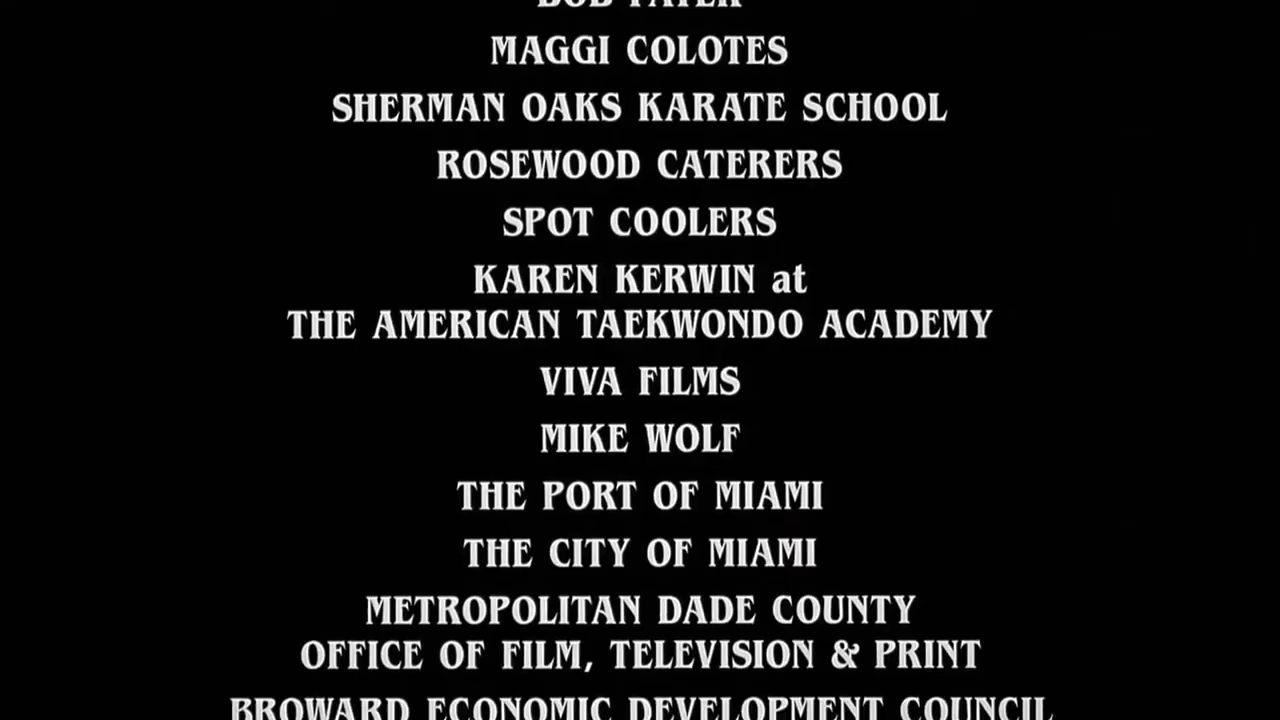 MAGGI COLOTES
SHERMAN OAKS KARATE SCHOOL
ROSEWOOD CATERERS
SPOT COOLERS
KAREN KERWIN at
THE AMERICAN TAEKWONDO ACADEMY
VIVA FILMS
MIKE WOLF
THE PORT OF MIAMI
THE CITY OF MIAMI
METROPOLITAN DADE COUNTY
OFFICE OF FILM, TELEVISION & PRINT
BROWARD ECONOMIC DEVELOPMENT COUNCIL